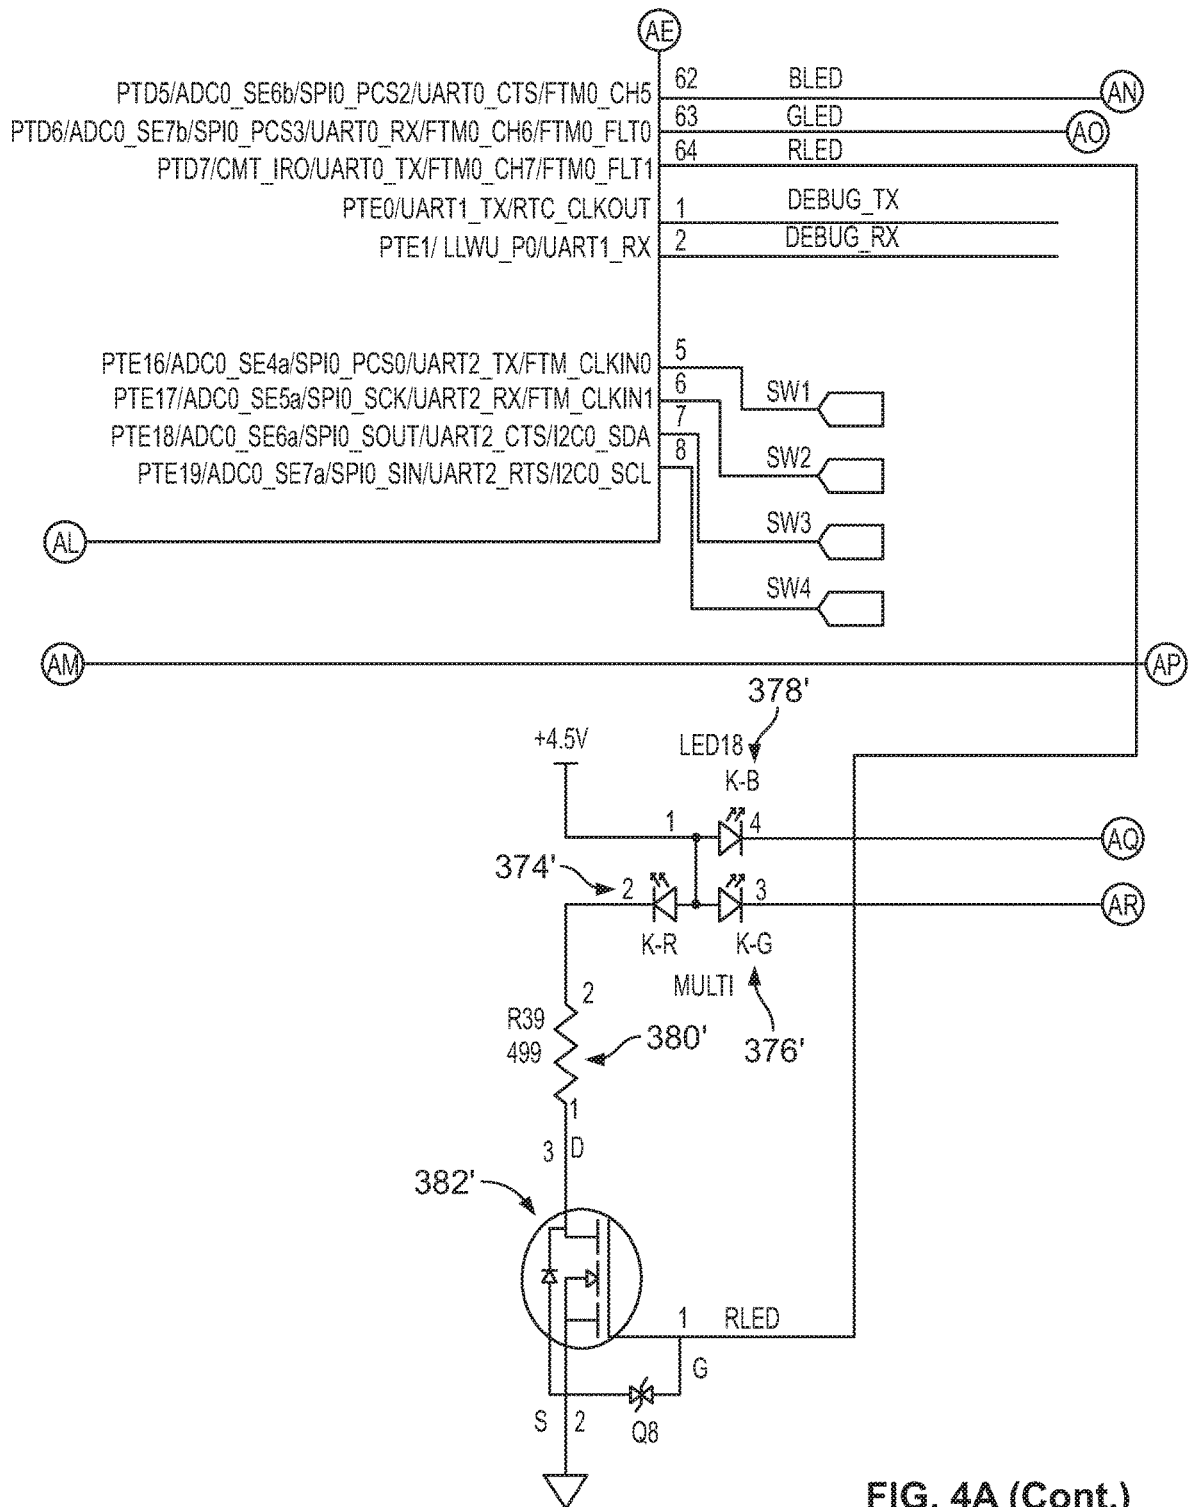 AE
PTD5/ADC0_SE6b/SPI0_PCS2/UART0_CTS/FTM0_CH5 62 BLED AN
PTD6/ADC0_SE7b/SPI0_PCS3/UART0_RX/FTM0_CH6/FTM0_FLT0 63 GLED AO
PTD7/CMT_IRO/UART0_TX/FTM0_CH7/FTM0_FLT1 64 RLED
PTE0/UART1_TX/RTC_CLKOUT 1 DEBUG_TX
PTE1/ LLWU_P0/UART1_RX 2 DEBUG_RX
PTE16/ADC0_SE4a/SPI0_PCS0/UART2_TX/FTM_CLKIN0 5
SW1
PTE17/ADC0_SE5a/SPI0_SCK/UART2_RX/FTM_CLKIN1 6
PTE18/ADC0_SE6a/SPI0_SOUT/UART2_CTS/I2C0_SDA 7
SW2
PTE19/ADC0_SE7a/SPI0_SIN/UART2_RTS/I2C0_SCL 8
SW3
AL
SW4
AM AP
378'
+4.5V LED18
K-B
1 4 AQ
374' 2 3 AR
K-R K-G
MULTI
2
R39
499 380' 376'
1
3 D
382'
1 RLED
G
S 2 Q8
FIG. 4A (Cont.)